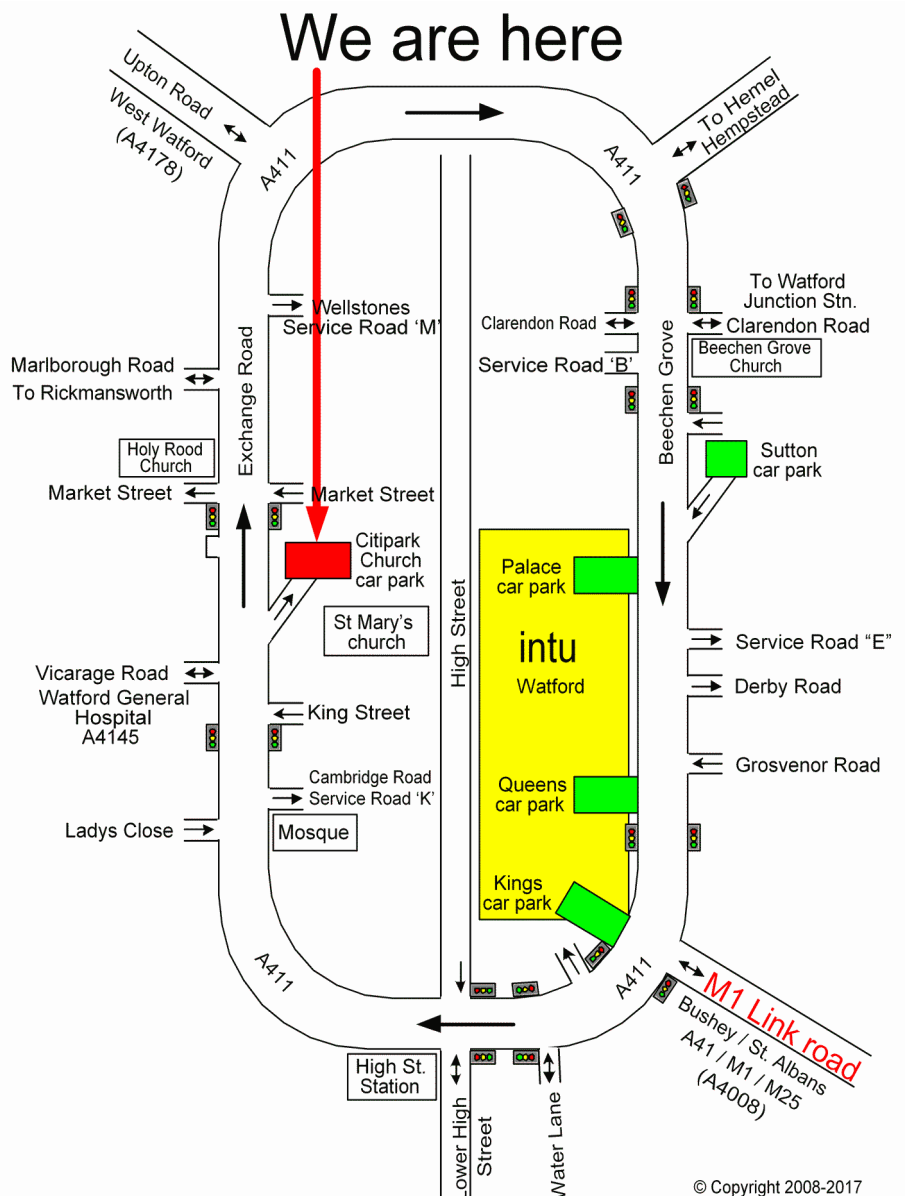 We are here
Upton Road
West Watford
(A4178)
To Hemel
Hempstead
A411
A411
Wellstones
Service Road ‘M’
To Watford
Junction Stn.
Clarendon Road
Clarendon Road
Beechen Grove
Church
Service Road ‘B’
Marlborough Road
To Rickmansworth
Exchange Road
Beechen Grove
Holy Rood
Church
Sutton
car park
Market Street
Market Street
Citipark
Church
car park
Palace
car park
St Mary’s
church
High Street
intu
Watford
Service Road “E”
Derby Road
Vicarage Road
Watford General
Hospital
A4145
King Street
Grosvenor Road
Cambridge Road
Service Road ‘K’
Queens
car park
Ladys Close
Mosque
Kings
car park
A411
A411
M1 Link road
Bushey / St. Albans
A41 / M1 / M25
(A4008)
High St.
Station
Lower High
Street
Water Lane
© Copyright 2008-2017